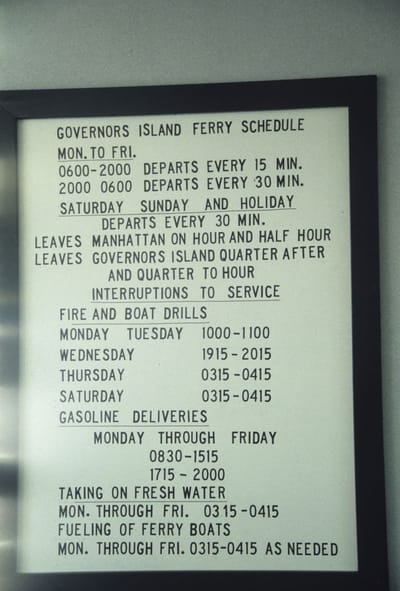 GOVERNORS ISLAND FERRY SCHEDULE
MON. TO FRI.
0600-2000 DEPARTS EVERY 15 MIN.
2000 0600 DEPARTS EVERY 30 MIN.
SATURDAY SUNDAY AND HOLIDAY
DEPARTS EVERY 30 MIN.
LEAVES MANHATTAN ON HOUR AND HALF HOUR
LEAVES GOVERNORS ISLAND QUARTER AFTER
AND QUARTER TO HOUR
INTERRUPTIONS TO SERVICE
FIRE AND BOAT DRILLS
MONDAY TUESDAY 1000-1100
WEDNESDAY 1915-2015
THURSDAY 0315-0415
SATURDAY 0315-0415
GASOLINE DELIVERIES
MONDAY THROUGH FRIDAY
0830-1515
1715 - 2000
TAKING ON FRESH WATER
MON. THROUGH FRI. 0315-0415
FUELING OF FERRY BOATS
MON. THROUGH FRI. 0315-0415 AS NEEDED